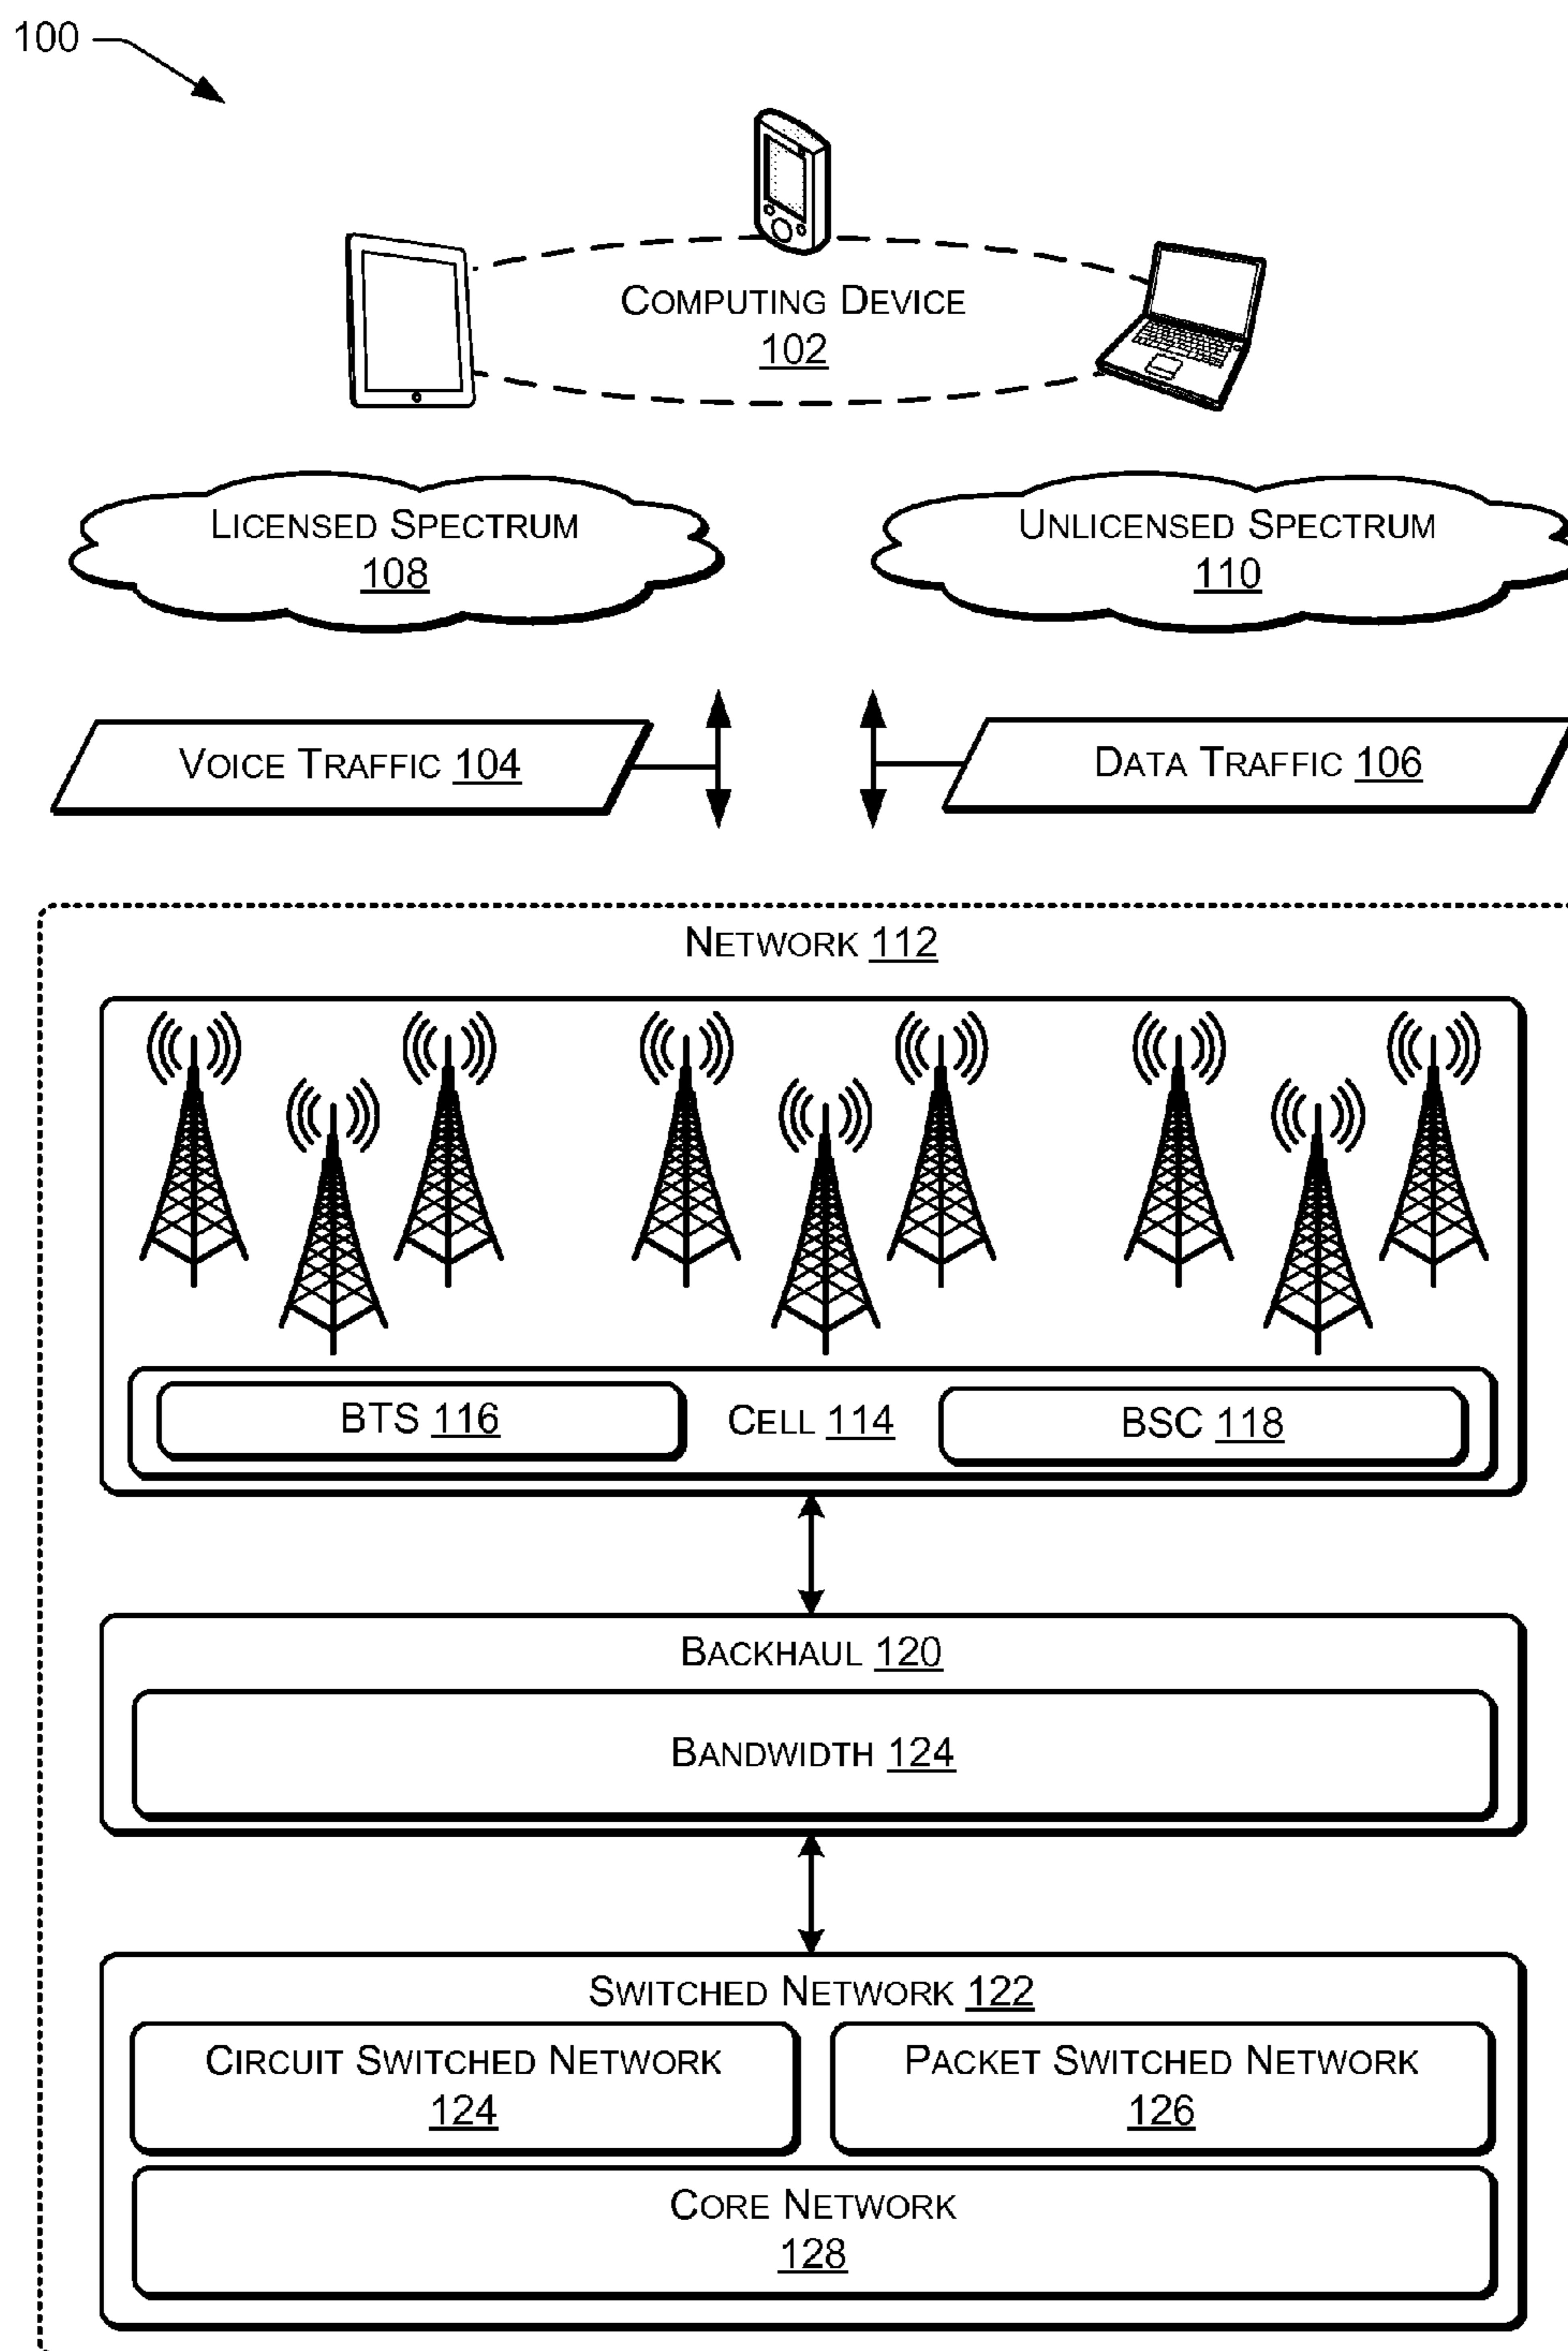 100
COMPUTING DEVICE
102
LICENSED SPECTRUM
108
UNLICENSED SPECTRUM
110
VOICE TRAFFIC 104
DATA TRAFFIC 106
NETWORK 112
BTS 116
CELL 114
BSC 118
BACKHAUL 120
BANDWIDTH 124
SWITCHED NETWORK 122
CIRCUIT SWITCHED NETWORK
124
PACKET SWITCHED NETWORK
126
CORE NETWORK
128